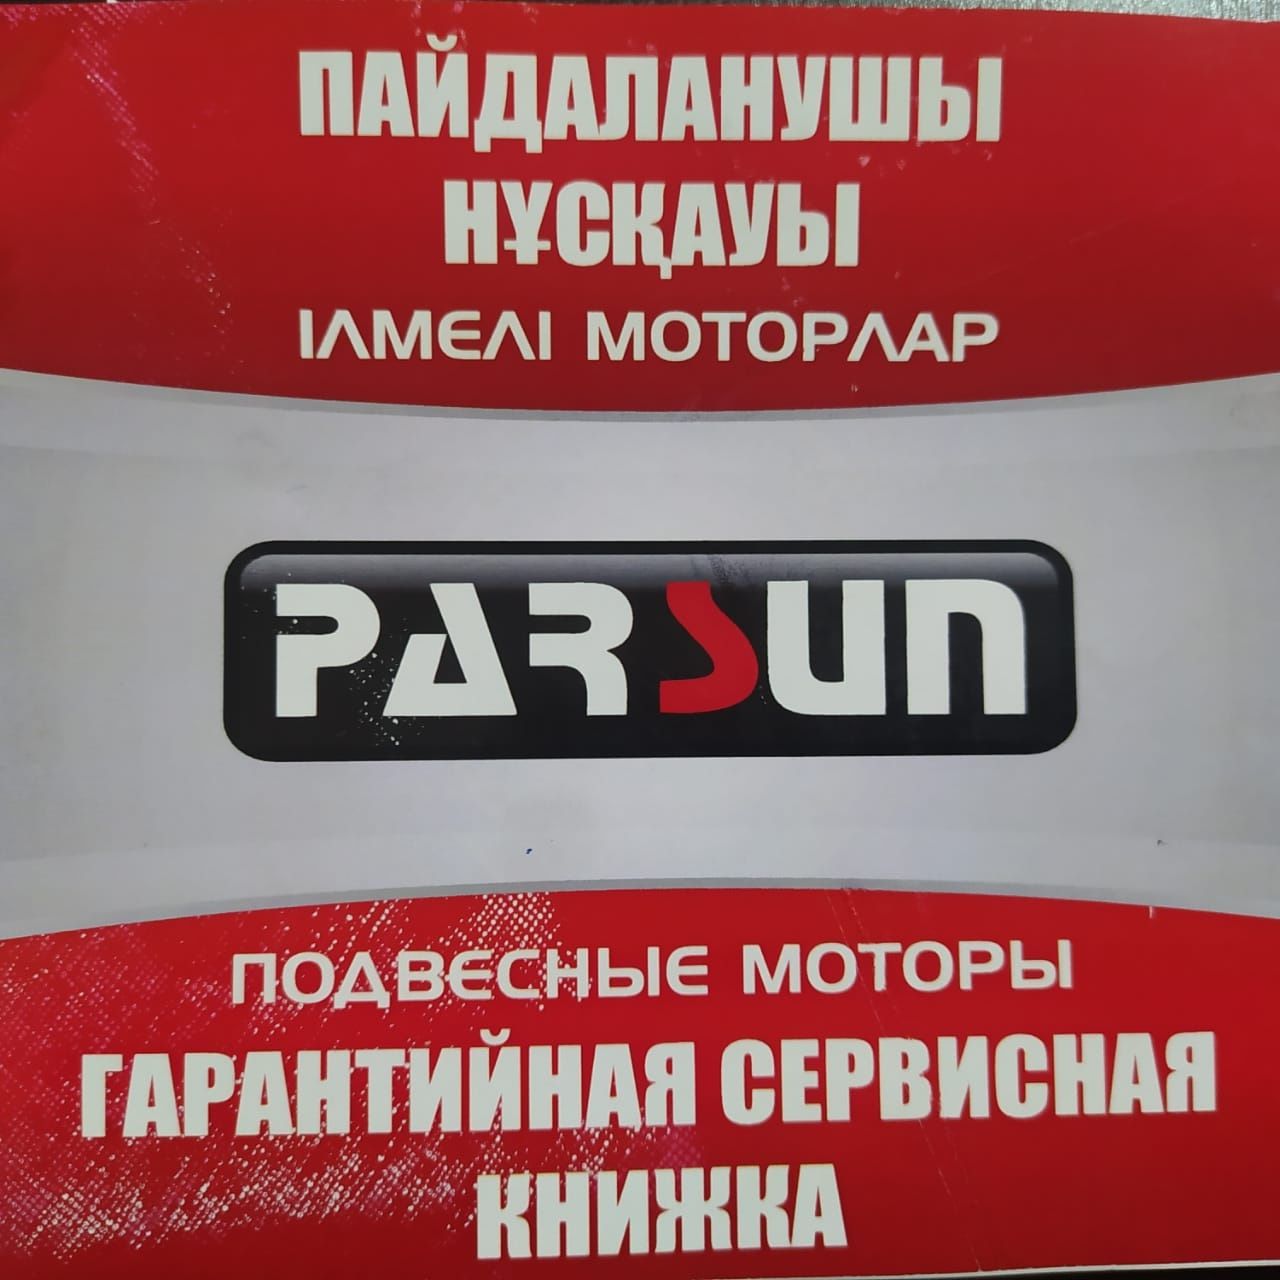 ПАЙДАЛАНУШЫ
НҰСҚАУЫ
ІЛМЕЛІ МОТОРЛАР
PARSUN
ПОДВЕСНЫЕ МОТОРЫ
ГАРАНТИЙНАЯ СЕРВИСНАЯ
КНИЖКА